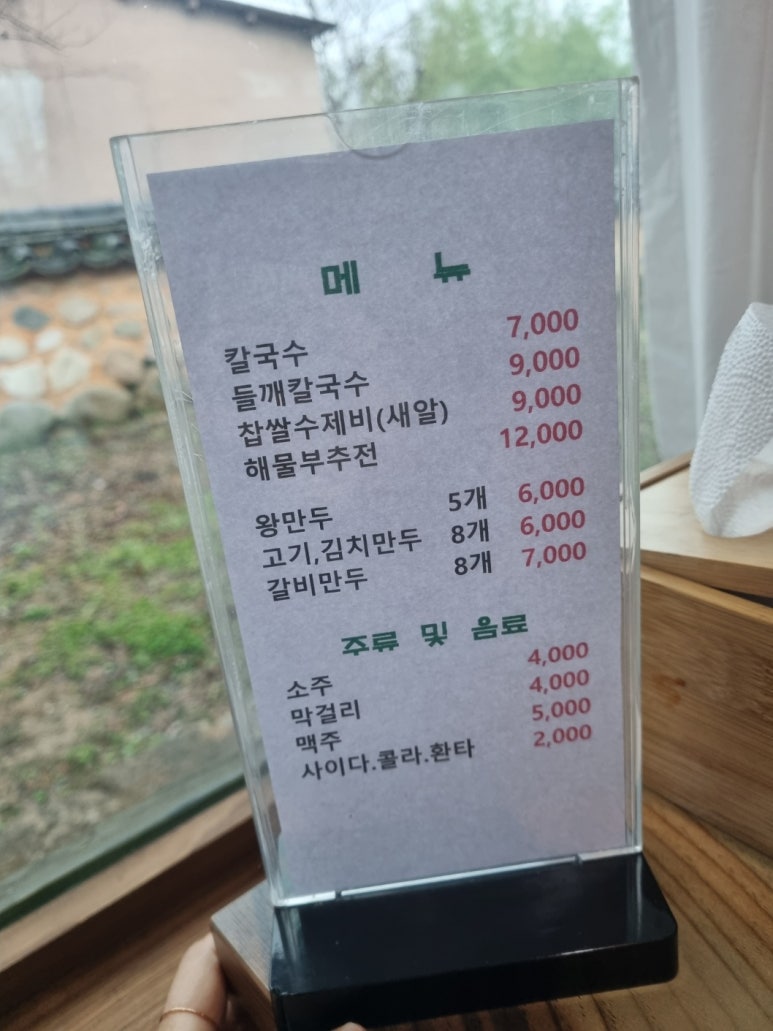 메 뉴
칼국수 7,000
들깨칼국수 9,000
찹쌀수제비(새알) 9,000
해물부추전 12,000
왕만두 5개 6,000
고기,김치만두 8개 6,000
갈비만두 8개 7,000
주류 및 음료
소주 4,000
막걸리 4,000
맥주 5,000
사이다.콜라.환타 2,000